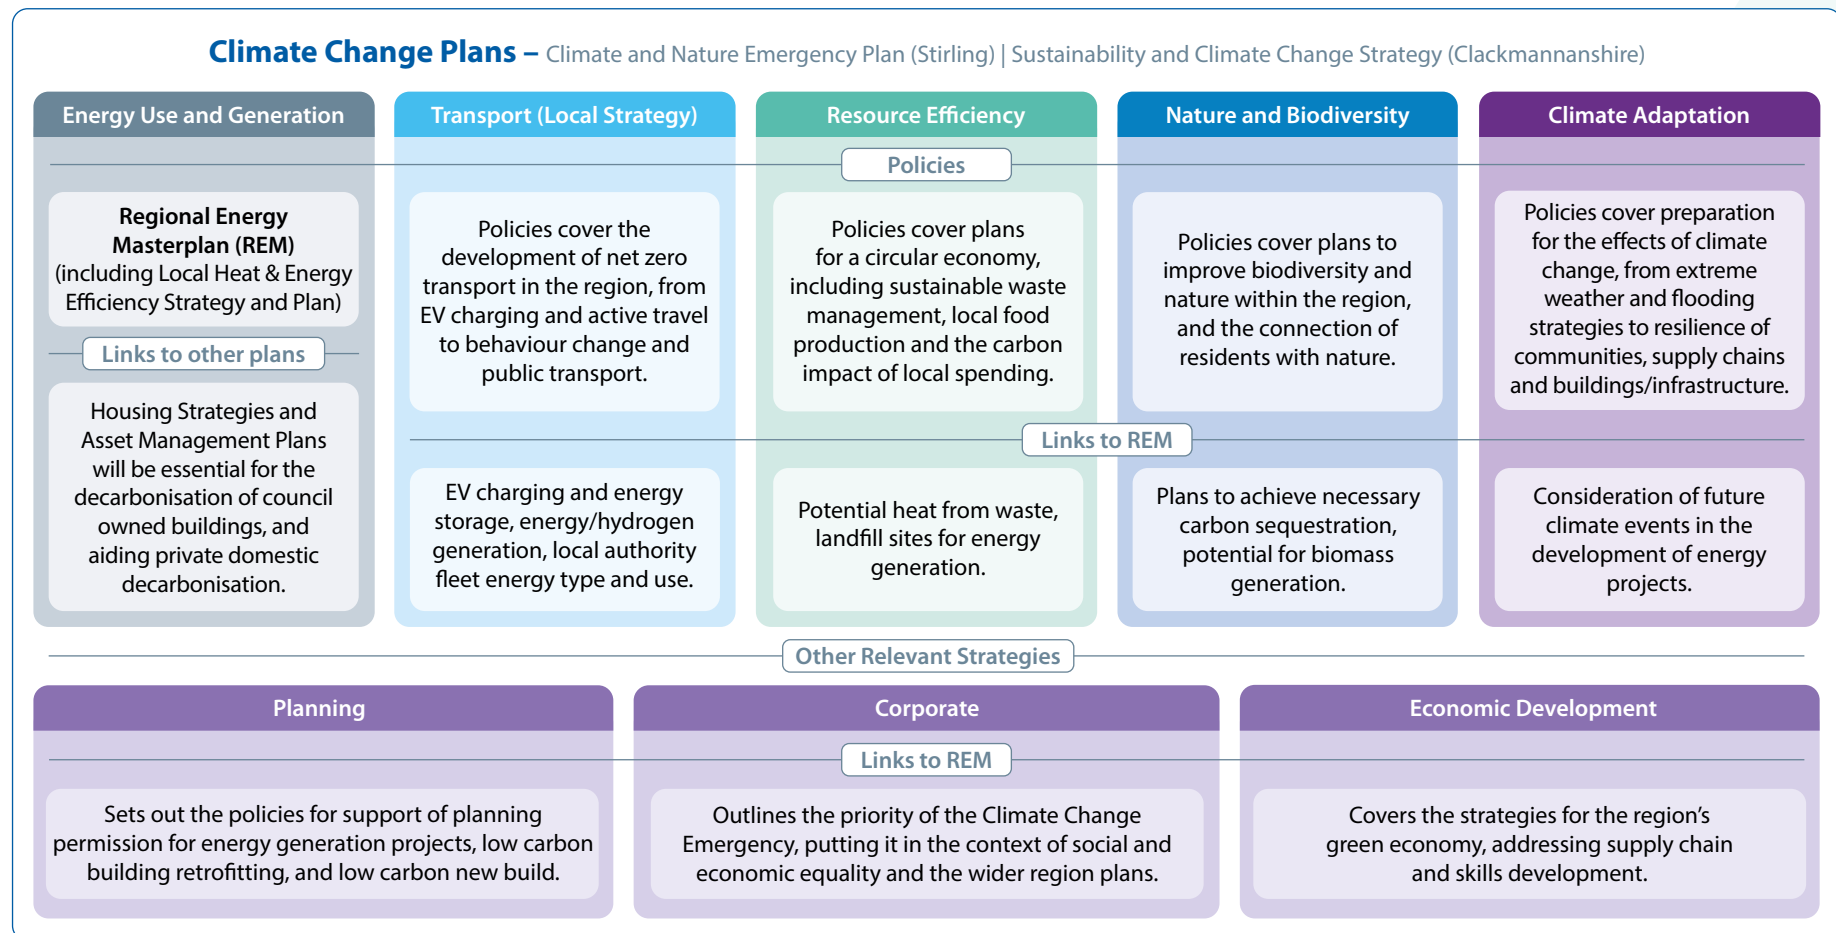 Climate Change Plans – Climate and Nature Emergency Plan (Stirling) | Sustainability and Climate Change Strategy (Clackmannanshire)
Energy Use and Generation
Transport (Local Strategy)
Resource Efficiency
Nature and Biodiversity
Climate Adaptation
Policies
Regional Energy
Masterplan (REM)
(including Local Heat & Energy
Efficiency Strategy and Plan)
Links to other plans
Housing Strategies and
Asset Management Plans
will be essential for the
decarbonisation of council
owned buildings, and
aiding private domestic
decarbonisation.
Policies cover the
development of net zero
transport in the region, from
EV charging and active travel
to behaviour change and
public transport.
Policies cover plans
for a circular economy,
including sustainable waste
management, local food
production and the carbon
impact of local spending.
Policies cover plans to
improve biodiversity and
nature within the region,
and the connection of
residents with nature.
Policies cover preparation
for the effects of climate
change, from extreme
weather and flooding
strategies to resilience of
communities, supply chains
and buildings/infrastructure.
Links to REM
EV charging and energy
storage, energy/hydrogen
generation, local authority
fleet energy type and use.
Potential heat from waste,
landfill sites for energy
generation.
Plans to achieve necessary
carbon sequestration,
potential for biomass
generation.
Consideration of future
climate events in the
development of energy
projects.
Other Relevant Strategies
Planning
Corporate
Economic Development
Links to REM
Sets out the policies for support of planning
permission for energy generation projects, low carbon
building retrofitting, and low carbon new build.
Outlines the priority of the Climate Change
Emergency, putting it in the context of social and
economic equality and the wider region plans.
Covers the strategies for the region’s
green economy, addressing supply chain
and skills development.